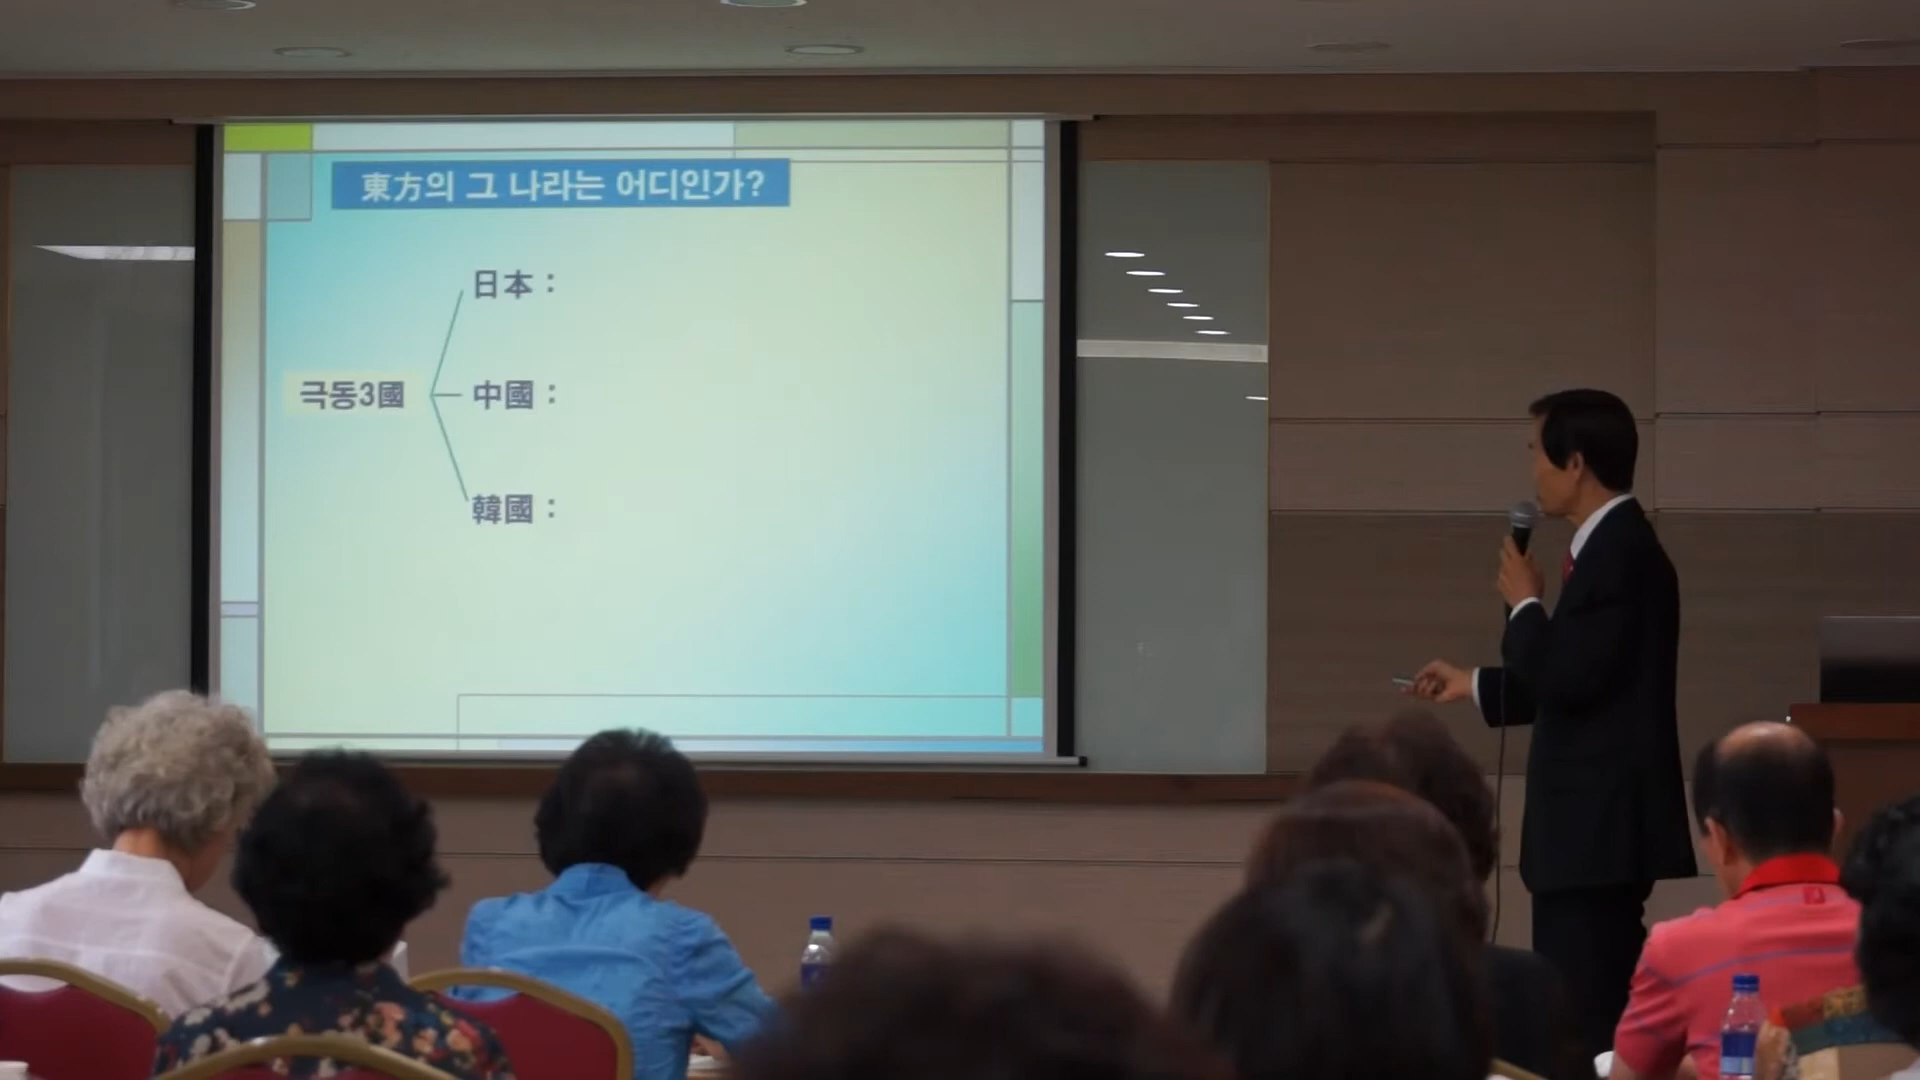 東方의 그 나라는 어디인가?
日本 :
극동3國
中國 :
韓國 :